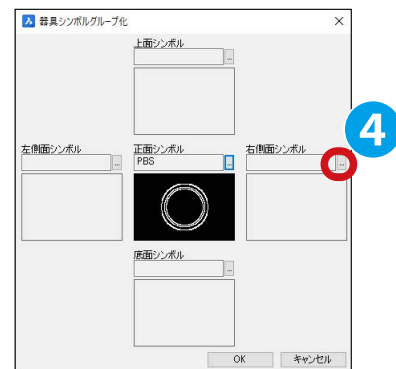 器具シンボルグループ化
上面シンボル
...
4
左側面シンボル 正面シンボル 右側面シンボル
... PBS ... ...
底面シンボル
...
OK キャンセル